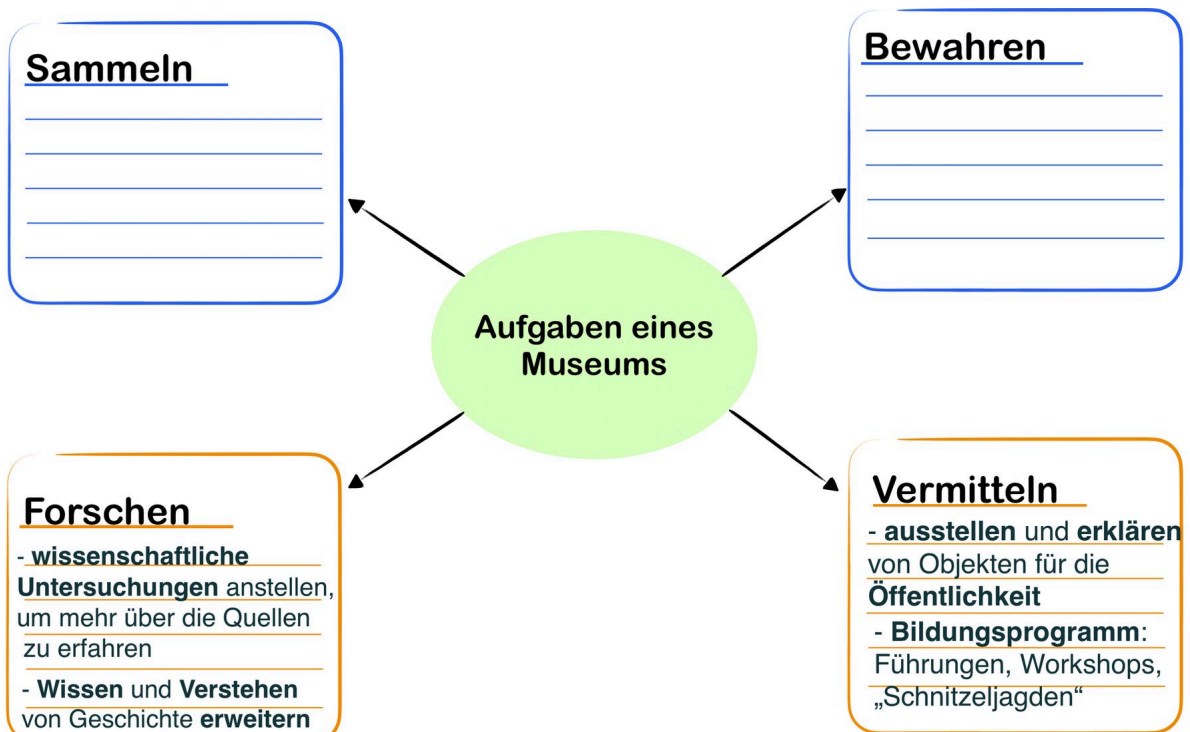 Sammeln
Bewahren
Aufgaben eines
Museums
Forschen
- wissenschaftliche
Untersuchungen anstellen,
um mehr über die Quellen
zu erfahren
- Wissen und Verstehen
von Geschichte erweitern
Vermitteln
- ausstellen und erklären
von Objekten für die
Öffentlichkeit
- Bildungsprogramm:
Führungen, Workshops,
„Schnitzeljagden“